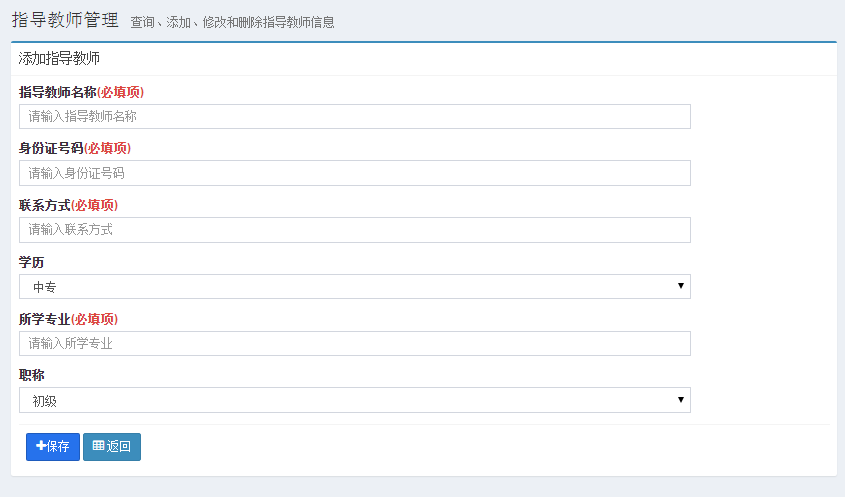 指导教师管理 查询、添加、修改和删除指导教师信息
添加指导教师
指导教师名称(必填项)
请输入指导教师名称
身份证号码(必填项)
请输入身份证号码
联系方式(必填项)
请输入联系方式
学历
中专
所学专业(必填项)
请输入所学专业
职称
初级
保存 返回